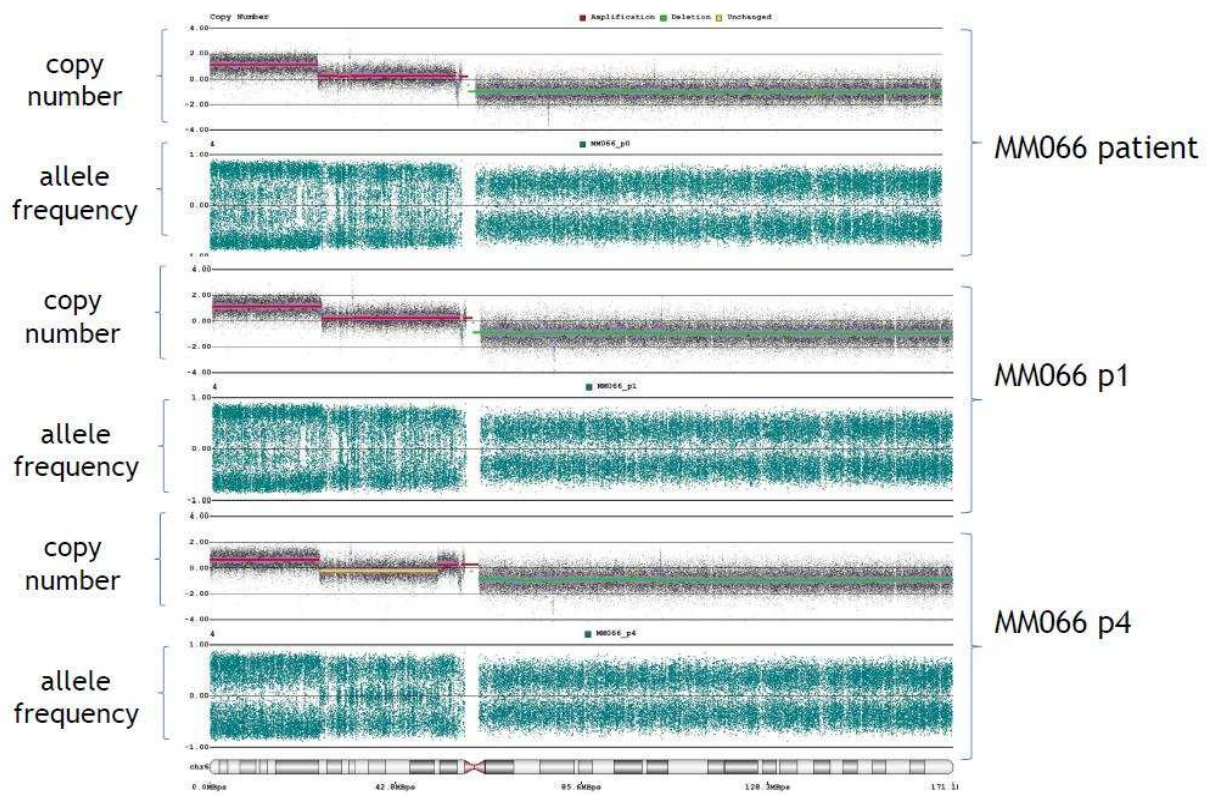 Copy Number
Amplification Deletion Unchanged
4.00
2.00
0.00
-2.00
-4.00
copy
number
4
MM066_p0
1.00
0.00
allele
frequency
MM066 patient
4.00
2.00
0.00
-2.00
-4.00
copy
number
4
MM066_p1
1.00
0.00
-1.00
allele
frequency
MM066 p1
4.00
2.00
0.00
-2.00
-4.00
copy
number
4
MM066_p4
1.00
0.00
-1.00
allele
frequency
MM066 p4
chr6
0.0MBps 42.8MBps 85.6MBps 128.3MBps